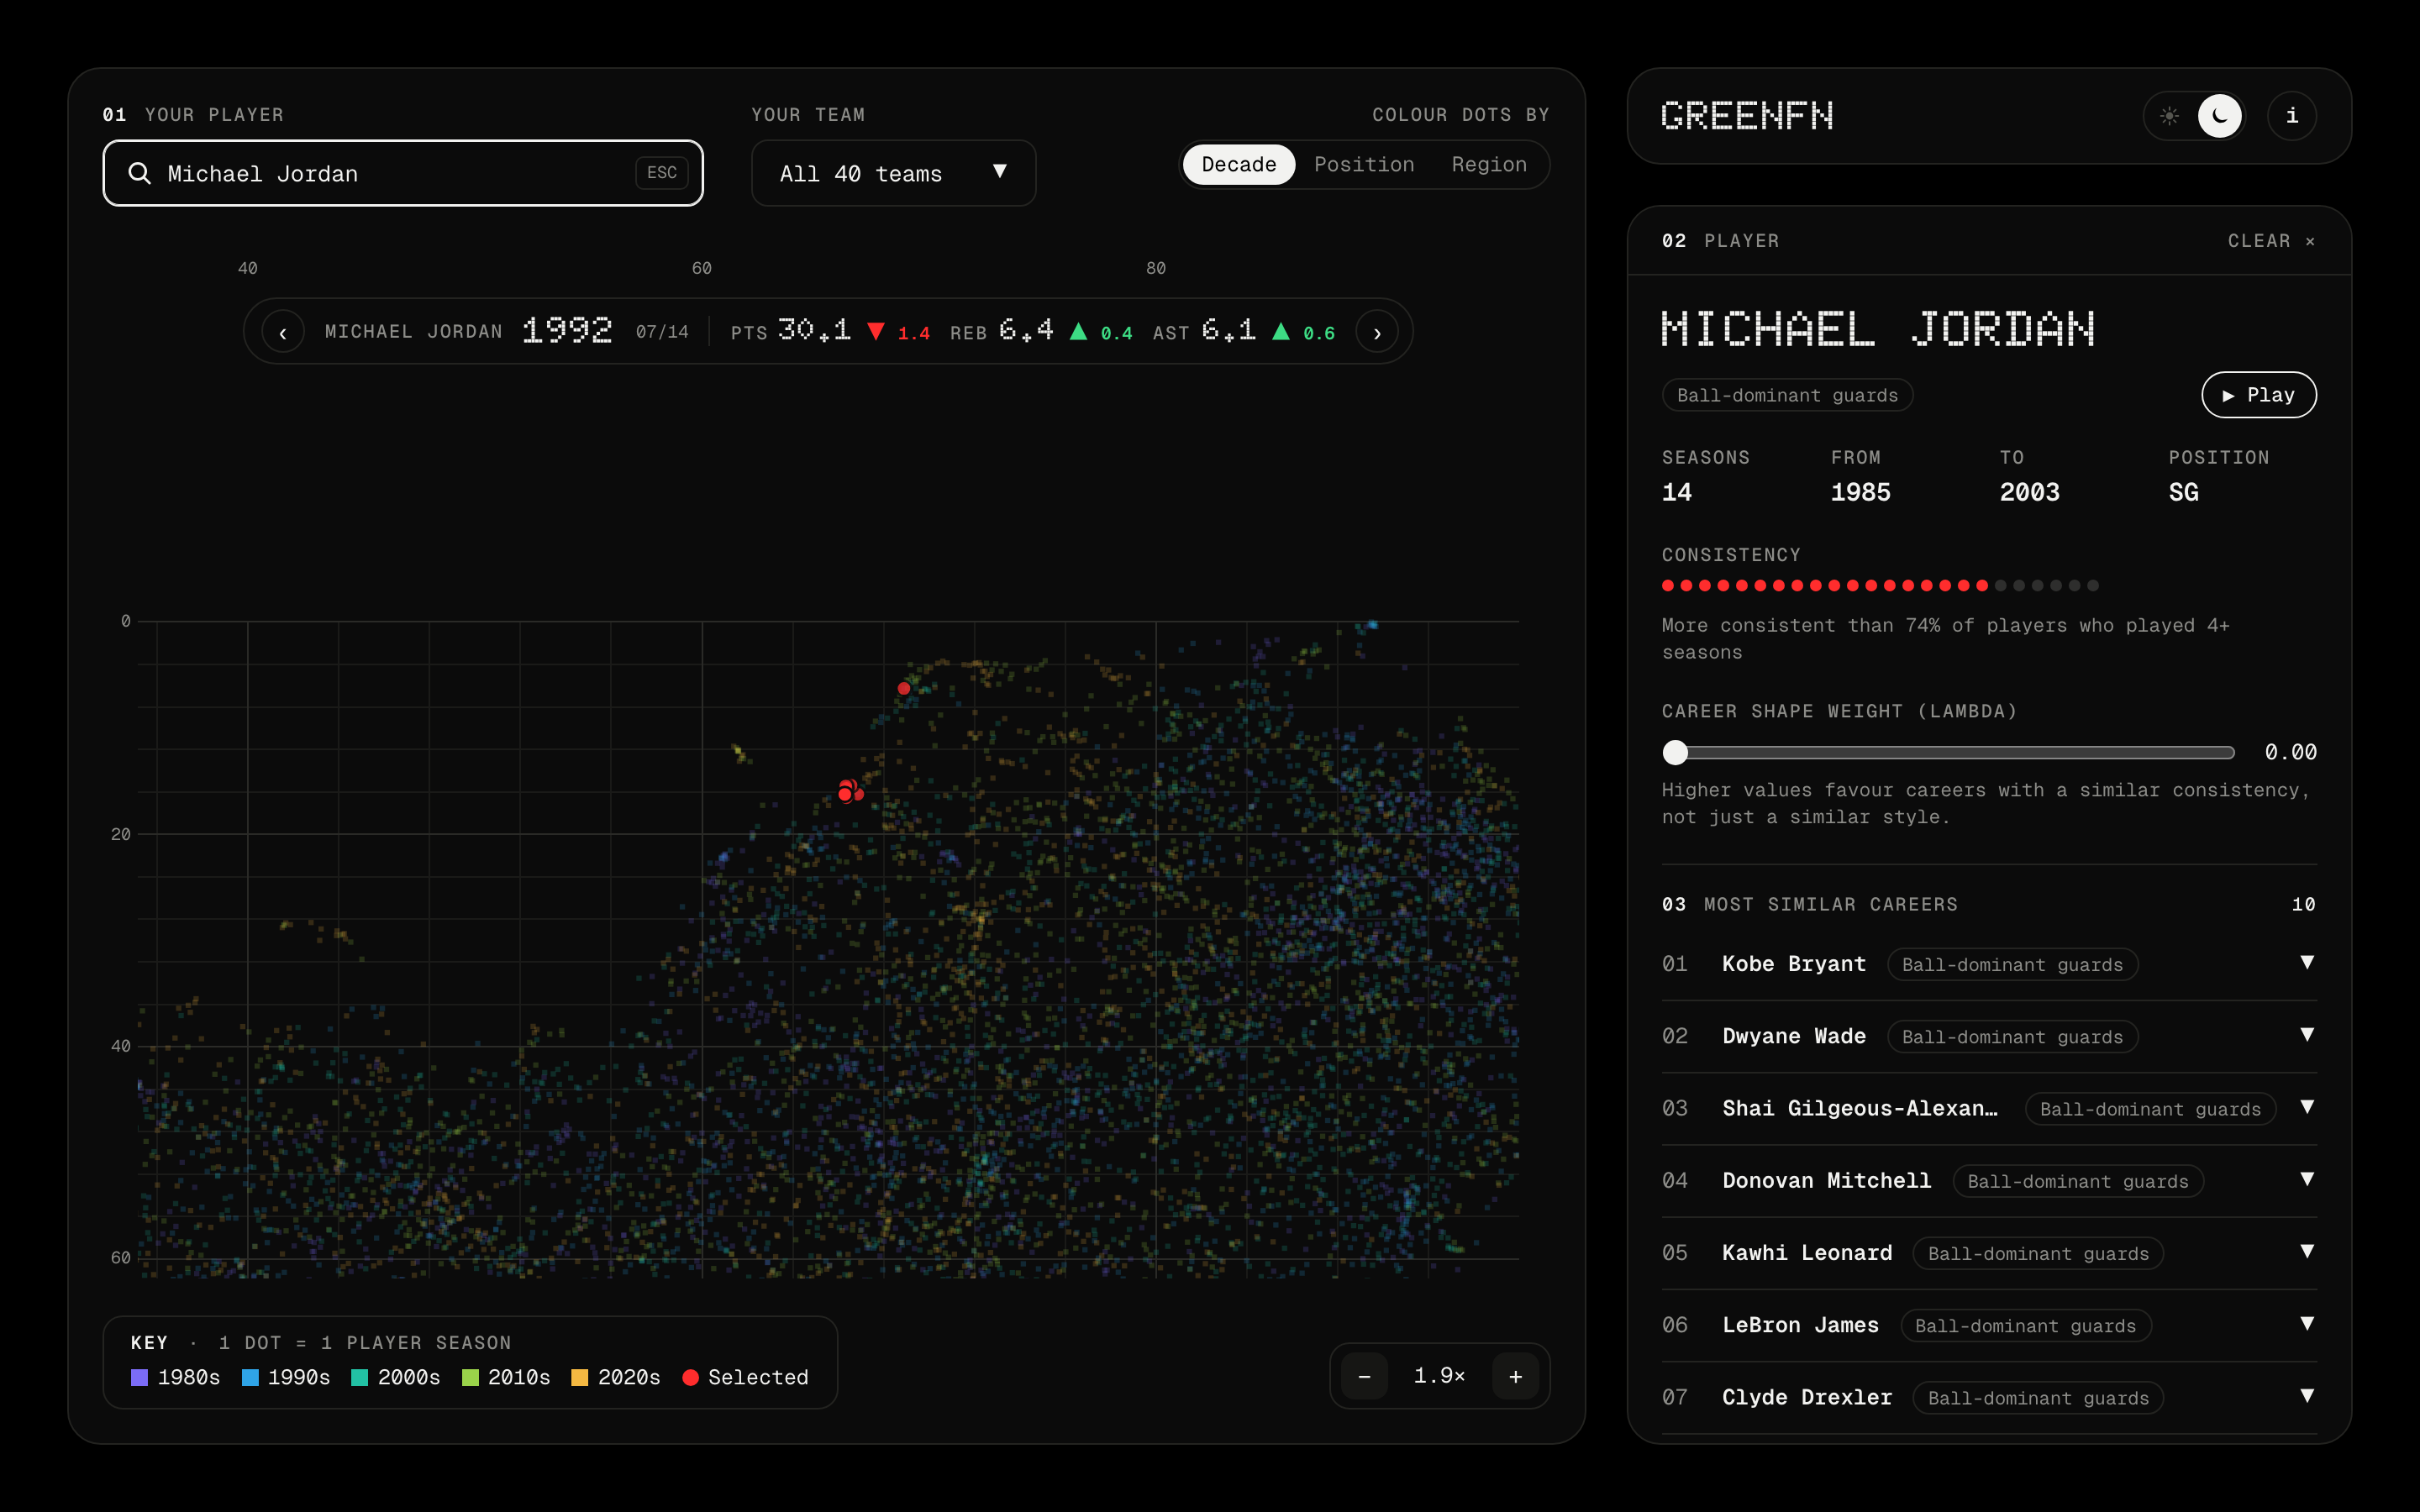 01 YOUR PLAYER
YOUR TEAM
COLOUR DOTS BY
Michael Jordan ESC
All 40 teams ▼
Decade Position Region
40 60 80
‹ MICHAEL JORDAN 1992 07/14 PTS 30.1 ▼ 1.4 REB 6.4 ▲ 0.4 AST 6.1 ▲ 0.6 ›
0
20
40
60
KEY · 1 DOT = 1 PLAYER SEASON
1980s 1990s 2000s 2010s 2020s Selected
− 1.9× +
GREENFN
i
02 PLAYER CLEAR ×
MICHAEL JORDAN
Ball-dominant guards ▶ Play
SEASONS FROM TO POSITION
14 1985 2003 SG
CONSISTENCY
More consistent than 74% of players who played 4+
seasons
CAREER SHAPE WEIGHT (LAMBDA)
0.00
Higher values favour careers with a similar consistency,
not just a similar style.
03 MOST SIMILAR CAREERS 10
01 Kobe Bryant Ball-dominant guards ▼
02 Dwyane Wade Ball-dominant guards ▼
03 Shai Gilgeous-Alexan… Ball-dominant guards ▼
04 Donovan Mitchell Ball-dominant guards ▼
05 Kawhi Leonard Ball-dominant guards ▼
06 LeBron James Ball-dominant guards ▼
07 Clyde Drexler Ball-dominant guards ▼